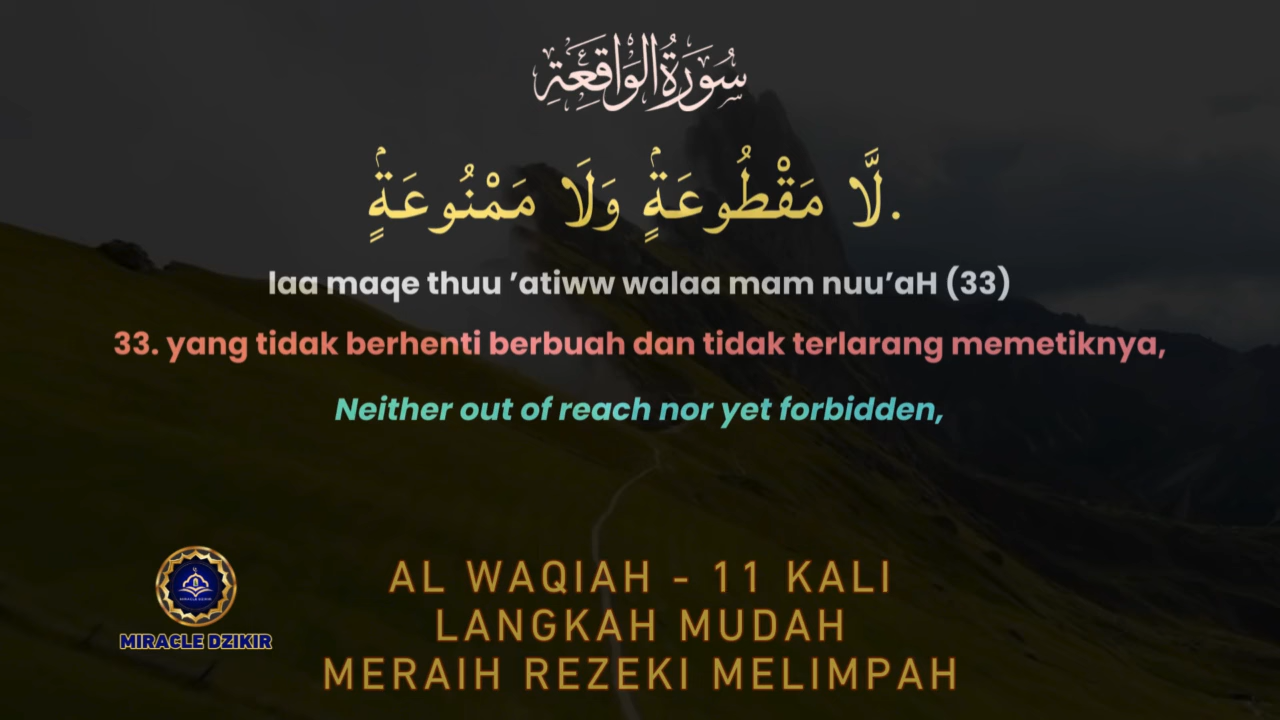 سُورَةُ الوَاقِعَةِ
لَّا مَقْطُوعَةٍۢ وَلَا مَمْنُوعَةٍۢ.
laa maqe thuu ’atiww walaa mam nuu’aH (33)
33. yang tidak berhenti berbuah dan tidak terlarang memetiknya,
Neither out of reach nor yet forbidden,
AL WAQIAH - 11 KALI
LANGKAH MUDAH
MERAIH REZEKI MELIMPAH
MIRACLE DZIKIR
MIRACLE DZIKIR